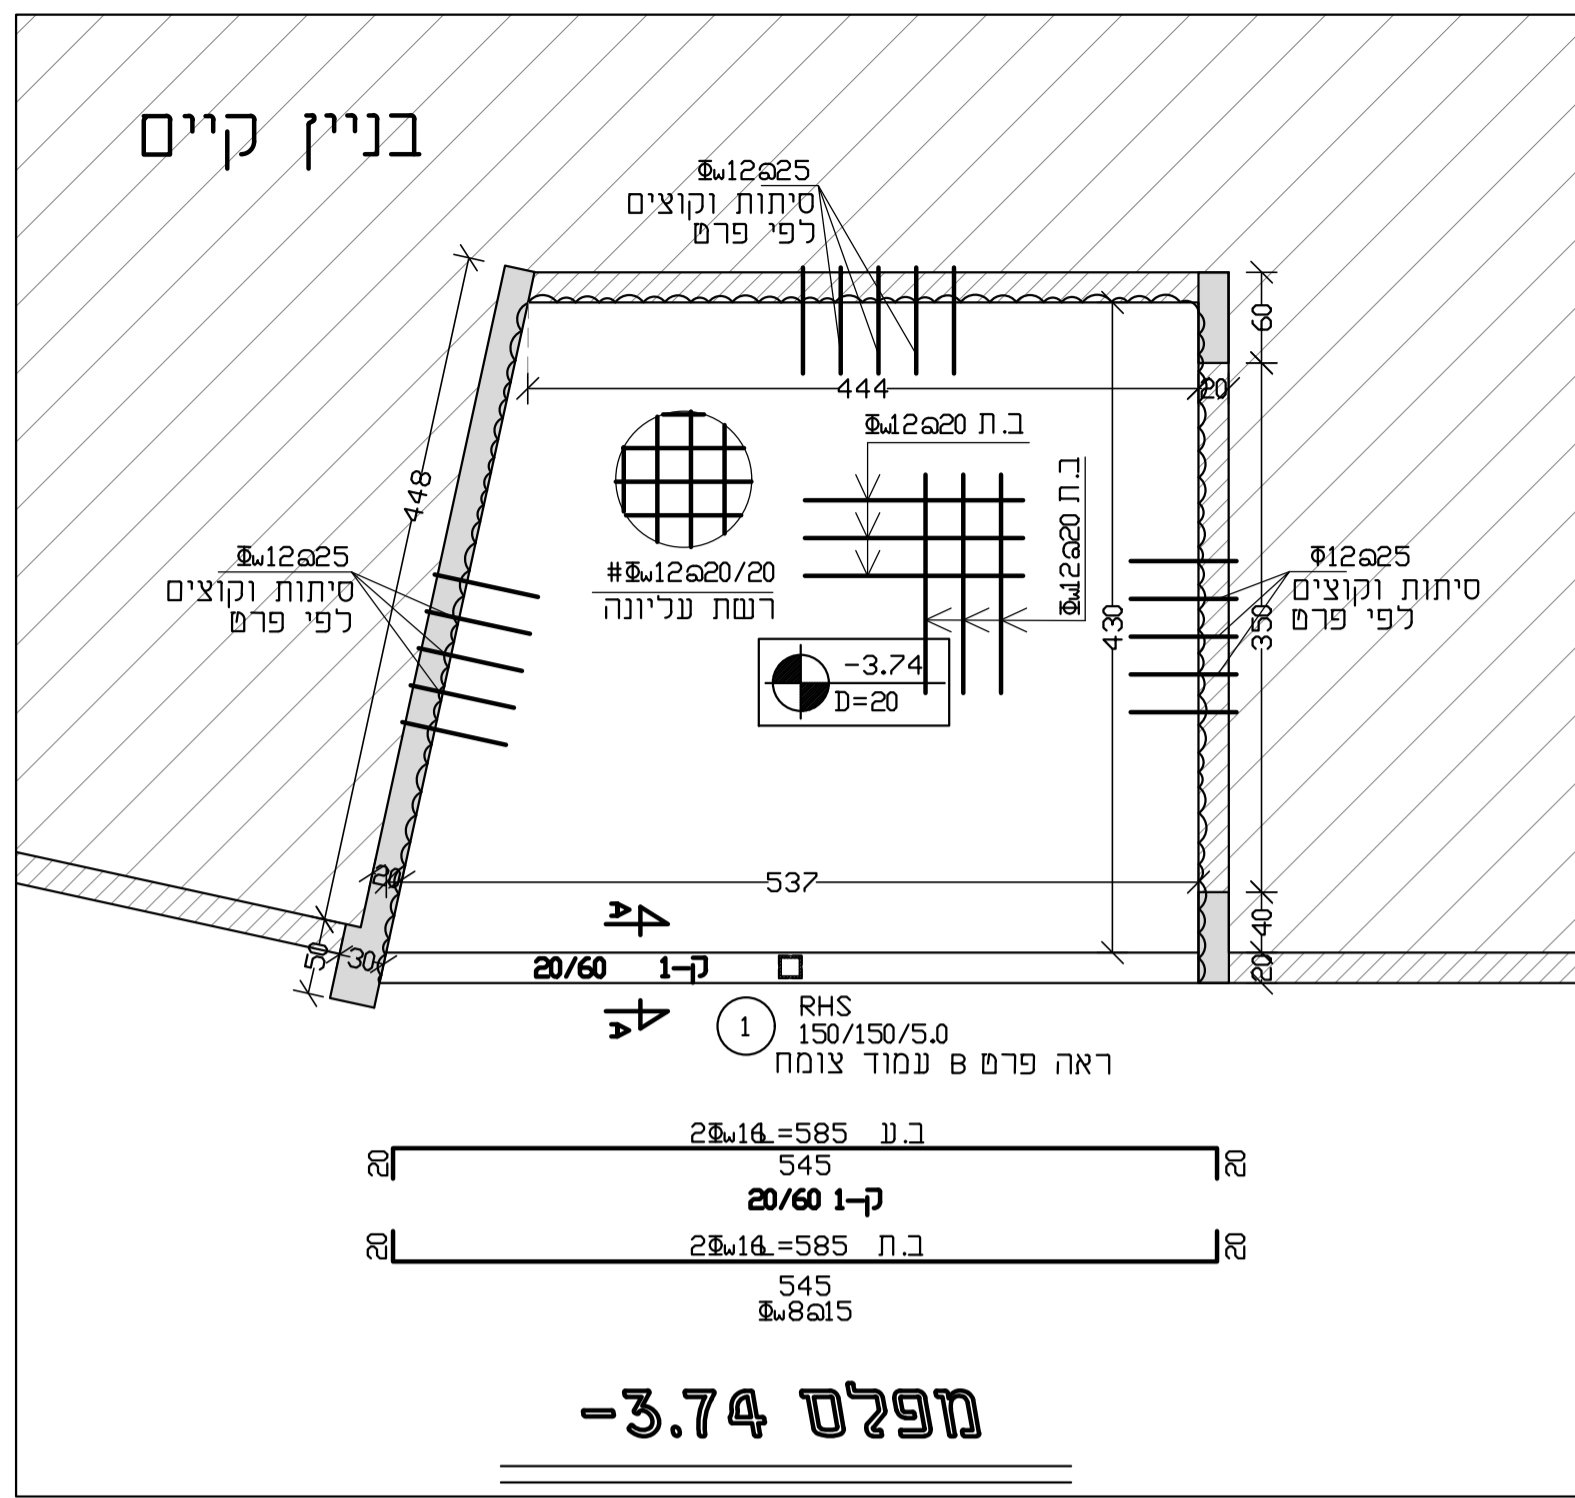 בניין קיים
Φw12@25
סיתות וקוצים
לפי פרט
60
444
20
Φw12@20 ב.ת
Φw12@20 ב.ת
448
Φw12@25
סיתות וקוצים
לפי פרט
#Φw12@20/20
רשת עליונה
430
350
Φ12@25
סיתות וקוצים
לפי פרט
-3.74
D=20
20
537
A
50
30
20/60 ק-1
40
20
A
1
RHS
150/150/5.0
ראה פרט B עמוד צומח
2Φw16 L=585 ב.ע
20
545
20
20/60 ק-1
20
2Φw16 L=585 ב.ת
20
545
Φw8@15
מפלס -3.74